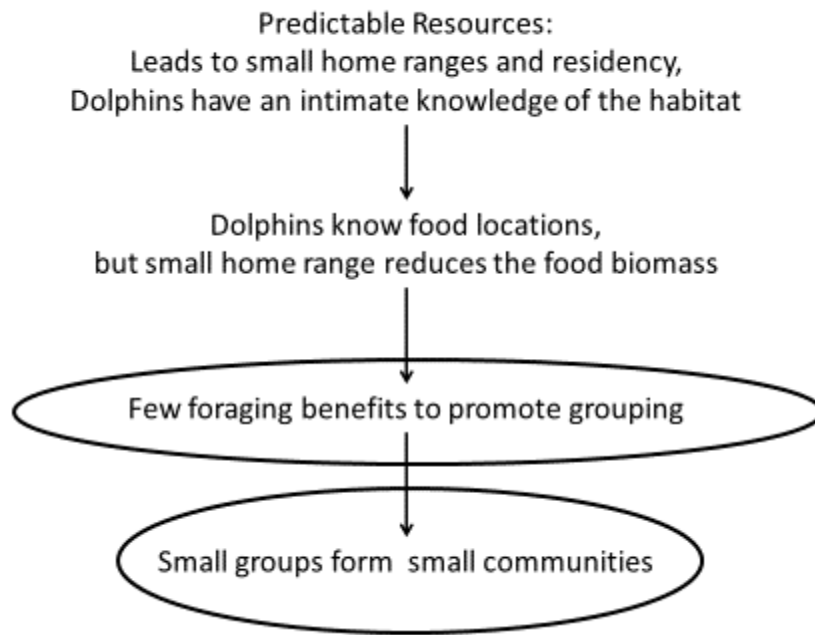 Predictable Resources:
Leads to small home ranges and residency,
Dolphins have an intimate knowledge of the habitat
Dolphins know food locations,
but small home range reduces the food biomass
Few foraging benefits to promote grouping
Small groups form  small communities